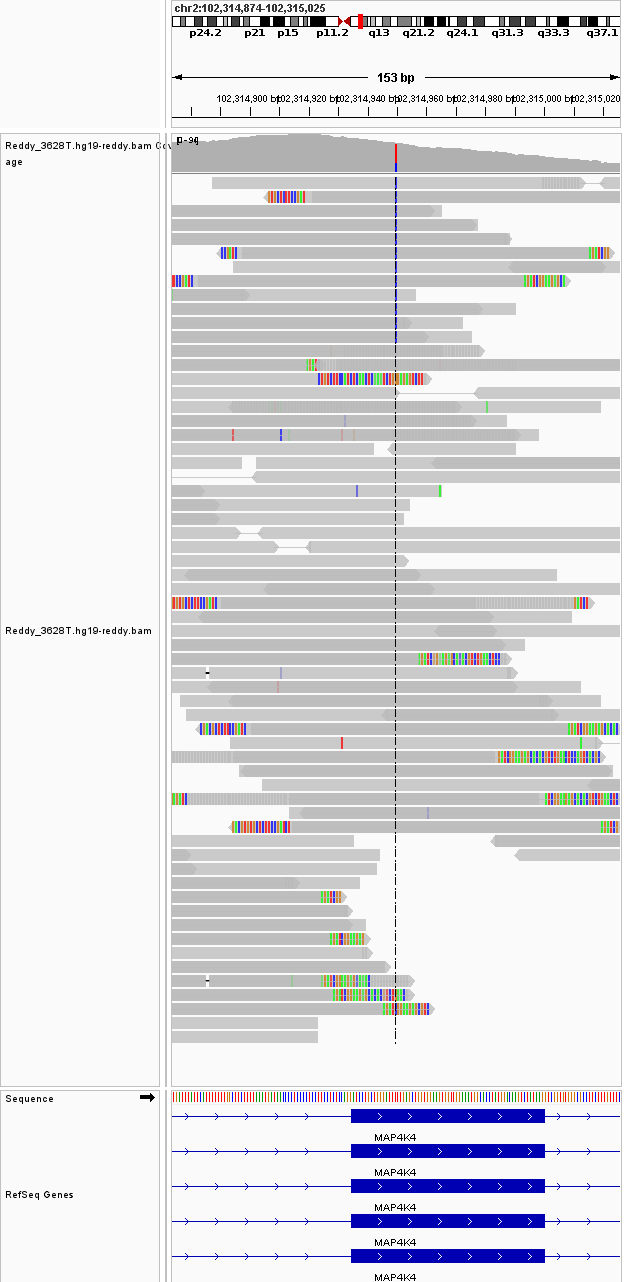 chr2:102,314,874-102,315,025
p24.2 p21 p15 p11.2 q13 q21.2 q24.1 q31.3 q33.3 q37.1
153 bp
102,314,900 bp 102,314,920 bp 102,314,940 bp 102,314,960 bp 102,314,980 bp 102,315,000 bp 102,315,020
Reddy_3628T.hg19-reddy.bam Cov
age
Reddy_3628T.hg19-reddy.bam
Sequence
MAP4K4
MAP4K4
RefSeq Genes
MAP4K4
MAP4K4
MAP4K4